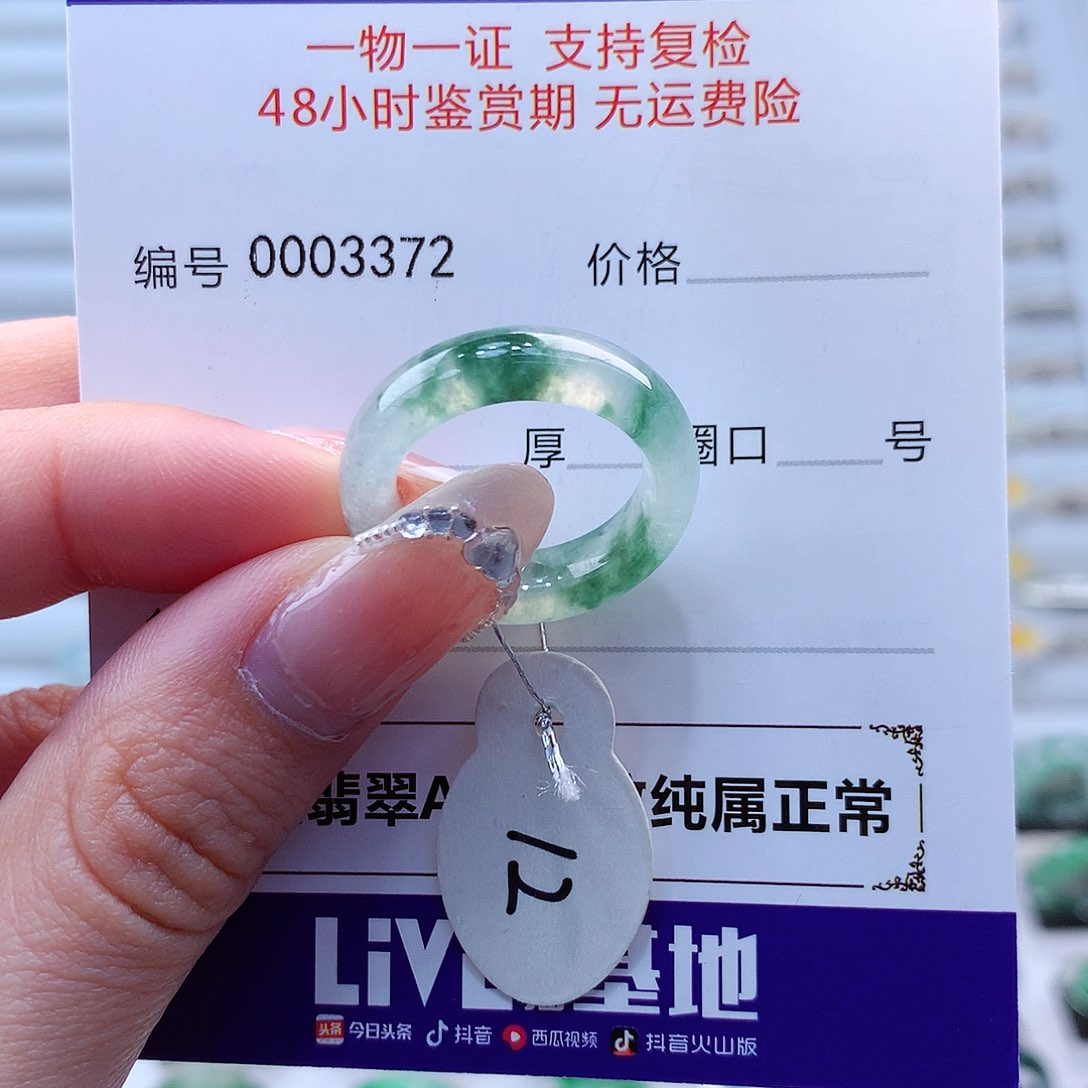 一物一证 支持复检
48小时鉴赏期 无运费险
编号 0003372 价格
厚 圈口 号
翡翠A 纯属正常
12
LiV 基地
头条 今日头条 抖音 西瓜视频 抖音火山版